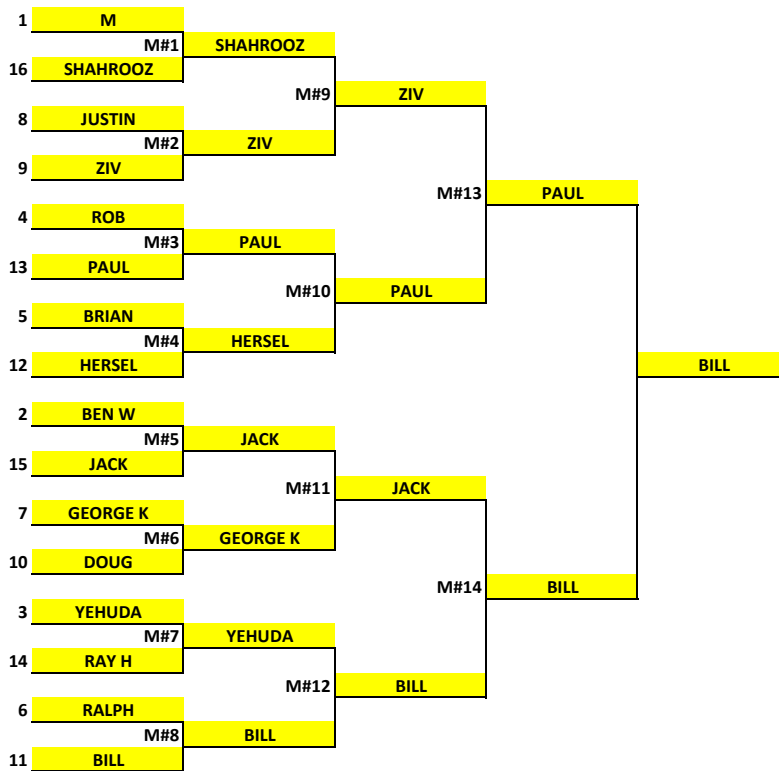 1 M
M#1 SHAHROOZ
16 SHAHROOZ
M#9 ZIV
8 JUSTIN
M#2 ZIV
9 ZIV
M#13 PAUL
4 ROB
M#3 PAUL
13 PAUL
M#10 PAUL
5 BRIAN
M#4 HERSEL
12 HERSEL
BILL
2 BEN W
M#5 JACK
15 JACK
M#11 JACK
7 GEORGE K
M#6 GEORGE K
10 DOUG
M#14 BILL
3 YEHUDA
M#7 YEHUDA
14 RAY H
M#12 BILL
6 RALPH
M#8 BILL
11 BILL